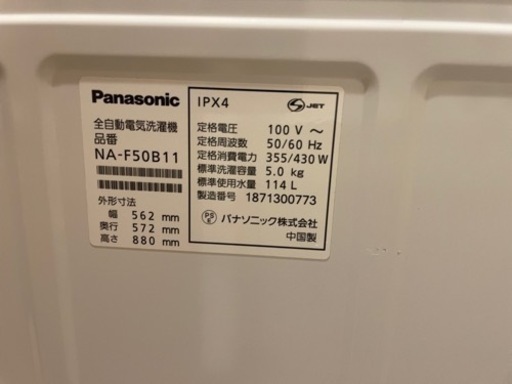 Panasonic
全自動電気洗濯機
品番
NA-F50B11
外形寸法
幅 562 mm
奥行 572 mm
高さ 880 mm
IPX4
S JET
定格電圧 100 V ～
定格周波数 50/60 Hz
定格消費電力 355/430 W
標準洗濯容量 5.0 kg
標準使用水量 114 L
製造番号 1871300773
PS E パナソニック株式会社
中国製